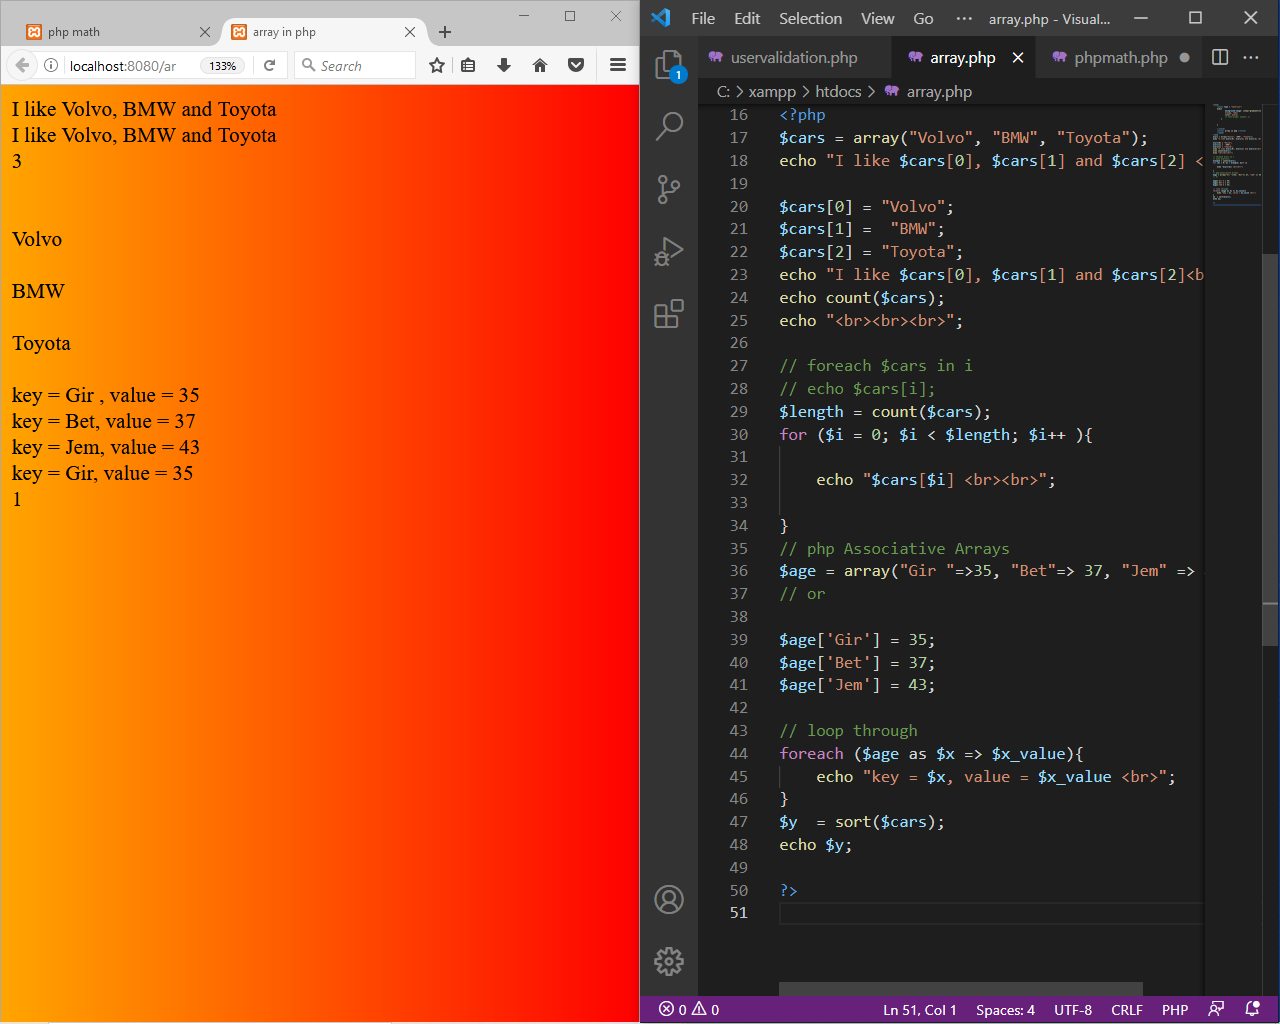 php math
array in php
localhost:8080/ar
133%
Search
I like Volvo, BMW and Toyota
I like Volvo, BMW and Toyota
3
Volvo
BMW
Toyota
key = Gir , value = 35
key = Bet, value = 37
key = Jem, value = 43
key = Gir, value = 35
1
File Edit Selection View Go ··· array.php - Visual...
1
uservalidation.php
array.php
phpmath.php
C: > xampp > htdocs > array.php
16 <?php
17 $cars = array("Volvo", "BMW", "Toyota");
18 echo "I like $cars[0], $cars[1] and $cars[2] <
19
20 $cars[0] = "Volvo";
21 $cars[1] =  "BMW";
22 $cars[2] = "Toyota";
23 echo "I like $cars[0], $cars[1] and $cars[2]<b
24 echo count($cars);
25 echo "<br><br><br>";
26
27 // foreach $cars in i
28 // echo $cars[i];
29 $length = count($cars);
30 for ($i = 0; $i < $length; $i++ ){
31
32     echo "$cars[$i] <br><br>";
33
34 }
35 // php Associative Arrays
36 $age = array("Gir "=>35, "Bet"=> 37, "Jem" =>
37 // or
38
39 $age['Gir'] = 35;
40 $age['Bet'] = 37;
41 $age['Jem'] = 43;
42
43 // loop through
44 foreach ($age as $x => $x_value){
45     echo "key = $x, value = $x_value <br>";
46 }
47 $y  = sort($cars);
48 echo $y;
49
50 ?>
51
0 0 Ln 51, Col 1 Spaces: 4 UTF-8 CRLF PHP